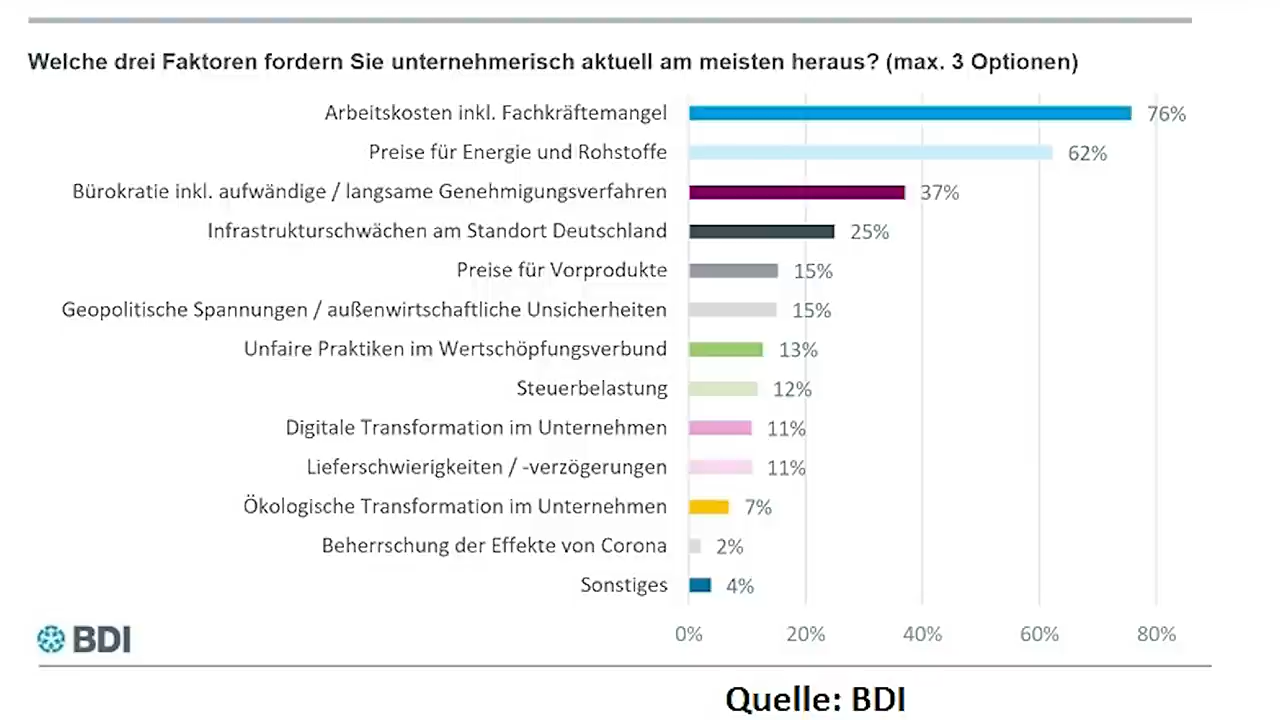 Welche drei Faktoren fordern Sie unternehmerisch aktuell am meisten heraus? (max. 3 Optionen)
Arbeitskosten inkl. Fachkräftemangel 76%
Preise für Energie und Rohstoffe 62%
Bürokratie inkl. aufwändige / langsame Genehmigungsverfahren 37%
Infrastrukturschwächen am Standort Deutschland 25%
Preise für Vorprodukte 15%
Geopolitische Spannungen / außenwirtschaftliche Unsicherheiten 15%
Unfaire Praktiken im Wertschöpfungsverbund 13%
Steuerbelastung 12%
Digitale Transformation im Unternehmen 11%
Lieferschwierigkeiten / -verzögerungen 11%
Ökologische Transformation im Unternehmen 7%
Beherrschung der Effekte von Corona 2%
Sonstiges 4%
0% 20% 40% 60% 80%
BDI
Quelle: BDI